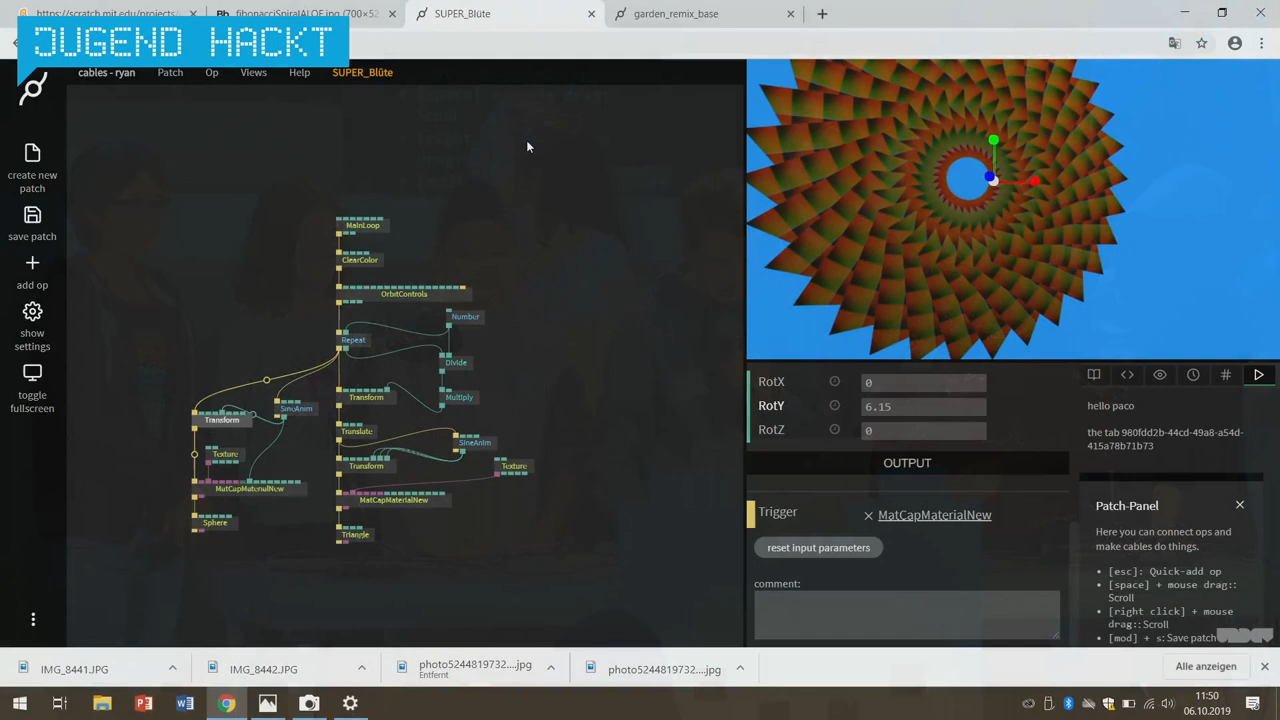 https://scratch.mit.edu/projects/
fibonacciSpiralALOE.jpg (700×52
SUPER_Blüte
garden_remix_base
JUGEND HACKT
cables - ryan
Patch
Op
Views
Help
SUPER_Blüte
create new
patch
save patch
add op
show
settings
toggle
fullscreen
MainLoop
ClearColor
OrbitControls
Number
Repeat
Divide
Transform
Multiply
SineAnim
Transform
Translate
SineAnim
Texture
Transform
Texture
MatCapMaterialNew
MatCapMaterialNew
Sphere
Triangle
RotX
0
RotY
6.15
RotZ
0
OUTPUT
Trigger
MatCapMaterialNew
reset input parameters
comment:
hello paco
the tab 980fdd2b-44cd-49a8-a54d-
415a78b71b73
Patch-Panel
Here you can connect ops and
make cables do things.
[esc]: Quick-add op
[space] + mouse drag::
Scroll
[right click] + mouse
drag::Scroll
[mod] + s: Save patch
IMG_8441.JPG
IMG_8442.JPG
photo5244819732....jpg
Entfernt
photo5244819732....jpg
Alle anzeigen
11:50
06.10.2019